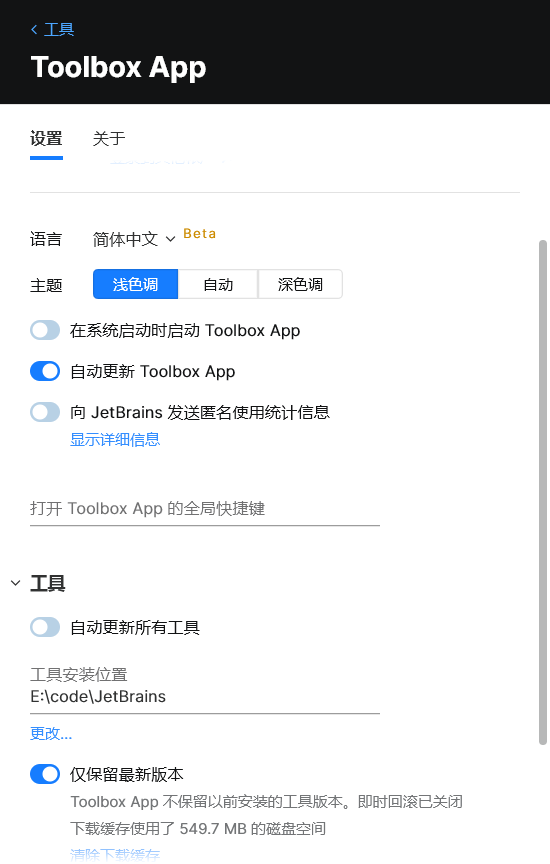 工具
Toolbox App
设置 关于
语言 简体中文 Beta
主题 浅色调 自动 深色调
在系统启动时启动 Toolbox App
自动更新 Toolbox App
向 JetBrains 发送匿名使用统计信息
显示详细信息
打开 Toolbox App 的全局快捷键
工具
自动更新所有工具
工具安装位置
E:\code\JetBrains
更改...
仅保留最新版本
Toolbox App 不保留以前安装的工具版本。即时回滚已关闭
下载缓存使用了 549.7 MB 的磁盘空间
清除下载缓存